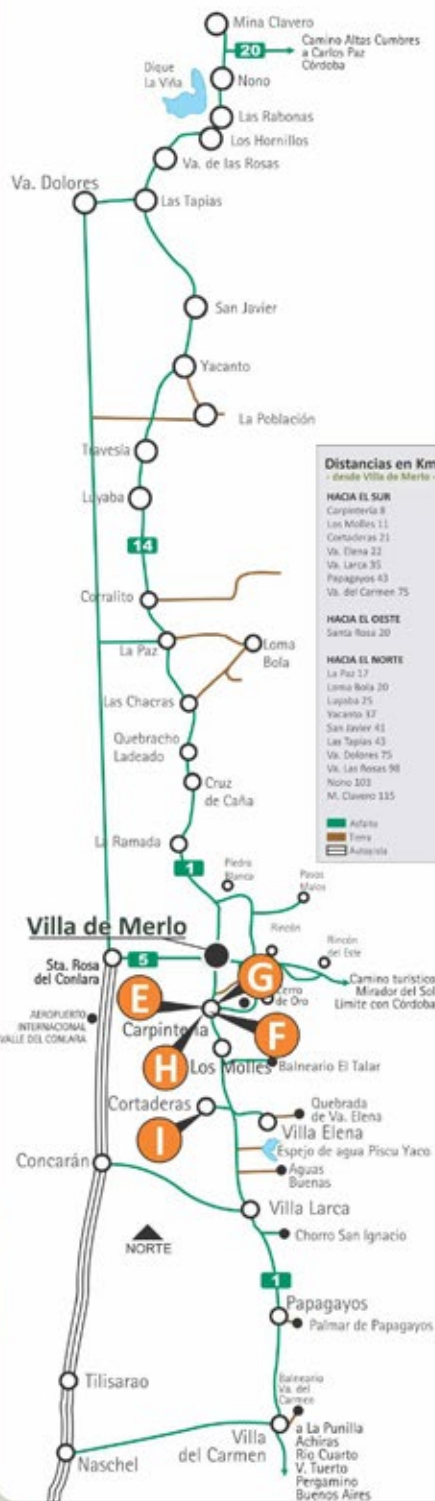 Mina Clavero
20
Camino Altas Cumbres
a Carlos Paz
Córdoba
Dique
La Viña
Nono
Las Rabonas
Los Hornillos
Va. de las Rosas
Va. Dolores
Las Tapias
San Javier
Yacanto
La Población
Travesía
Luyaba
14
Corralito
La Paz
Loma
Bola
Las Chacras
Quebracho
Ladeado
Cruz
de Caña
La Ramada
1
Distancias en Km
- desde Villa de Merlo -
HACIA EL SUR
Carpintería 8
Los Molles 11
Cortaderas 21
Va. Elena 22
Va. Larca 35
Papagayos 43
Va. del Carmen 75
HACIA EL OESTE
Santa Rosa 20
HACIA EL NORTE
La Paz 17
Loma Bola 20
Luyaba 25
Yacanto 37
San Javier 41
Las Tapias 43
Va. Dolores 75
Va. Las Rosas 98
Nono 103
M. Clavero 115
Asfalto
Tierra
Autopista
Piedra
Blanca
Pasos
Malos
Villa de Merlo
Rincón
Rincón
del Este
Sta. Rosa
del Conlara
5
G
Camino turístico
Mirador del Sol
Límite con Córdoba
Cerro
de Oro
E
AEROPUERTO
INTERNACIONAL
VALLE DEL CONLARA
Carpintería
F
H
Los Molles
Balneario El Talar
Cortaderas
Quebrada
de Va. Elena
Villa Elena
I
Espejo de agua Piscu Yaco
Aguas
Buenas
Concarán
Villa Larca
Chorro San Ignacio
NORTE
1
Papagayos
Palmar de Papagayos
Tilisarao
Balneario
Va. del
Carmen
Villa
del Carmen
a La Punilla
Achiras
Rio Cuarto
V. Tuerto
Pergamino
Buenos Aires
Naschel